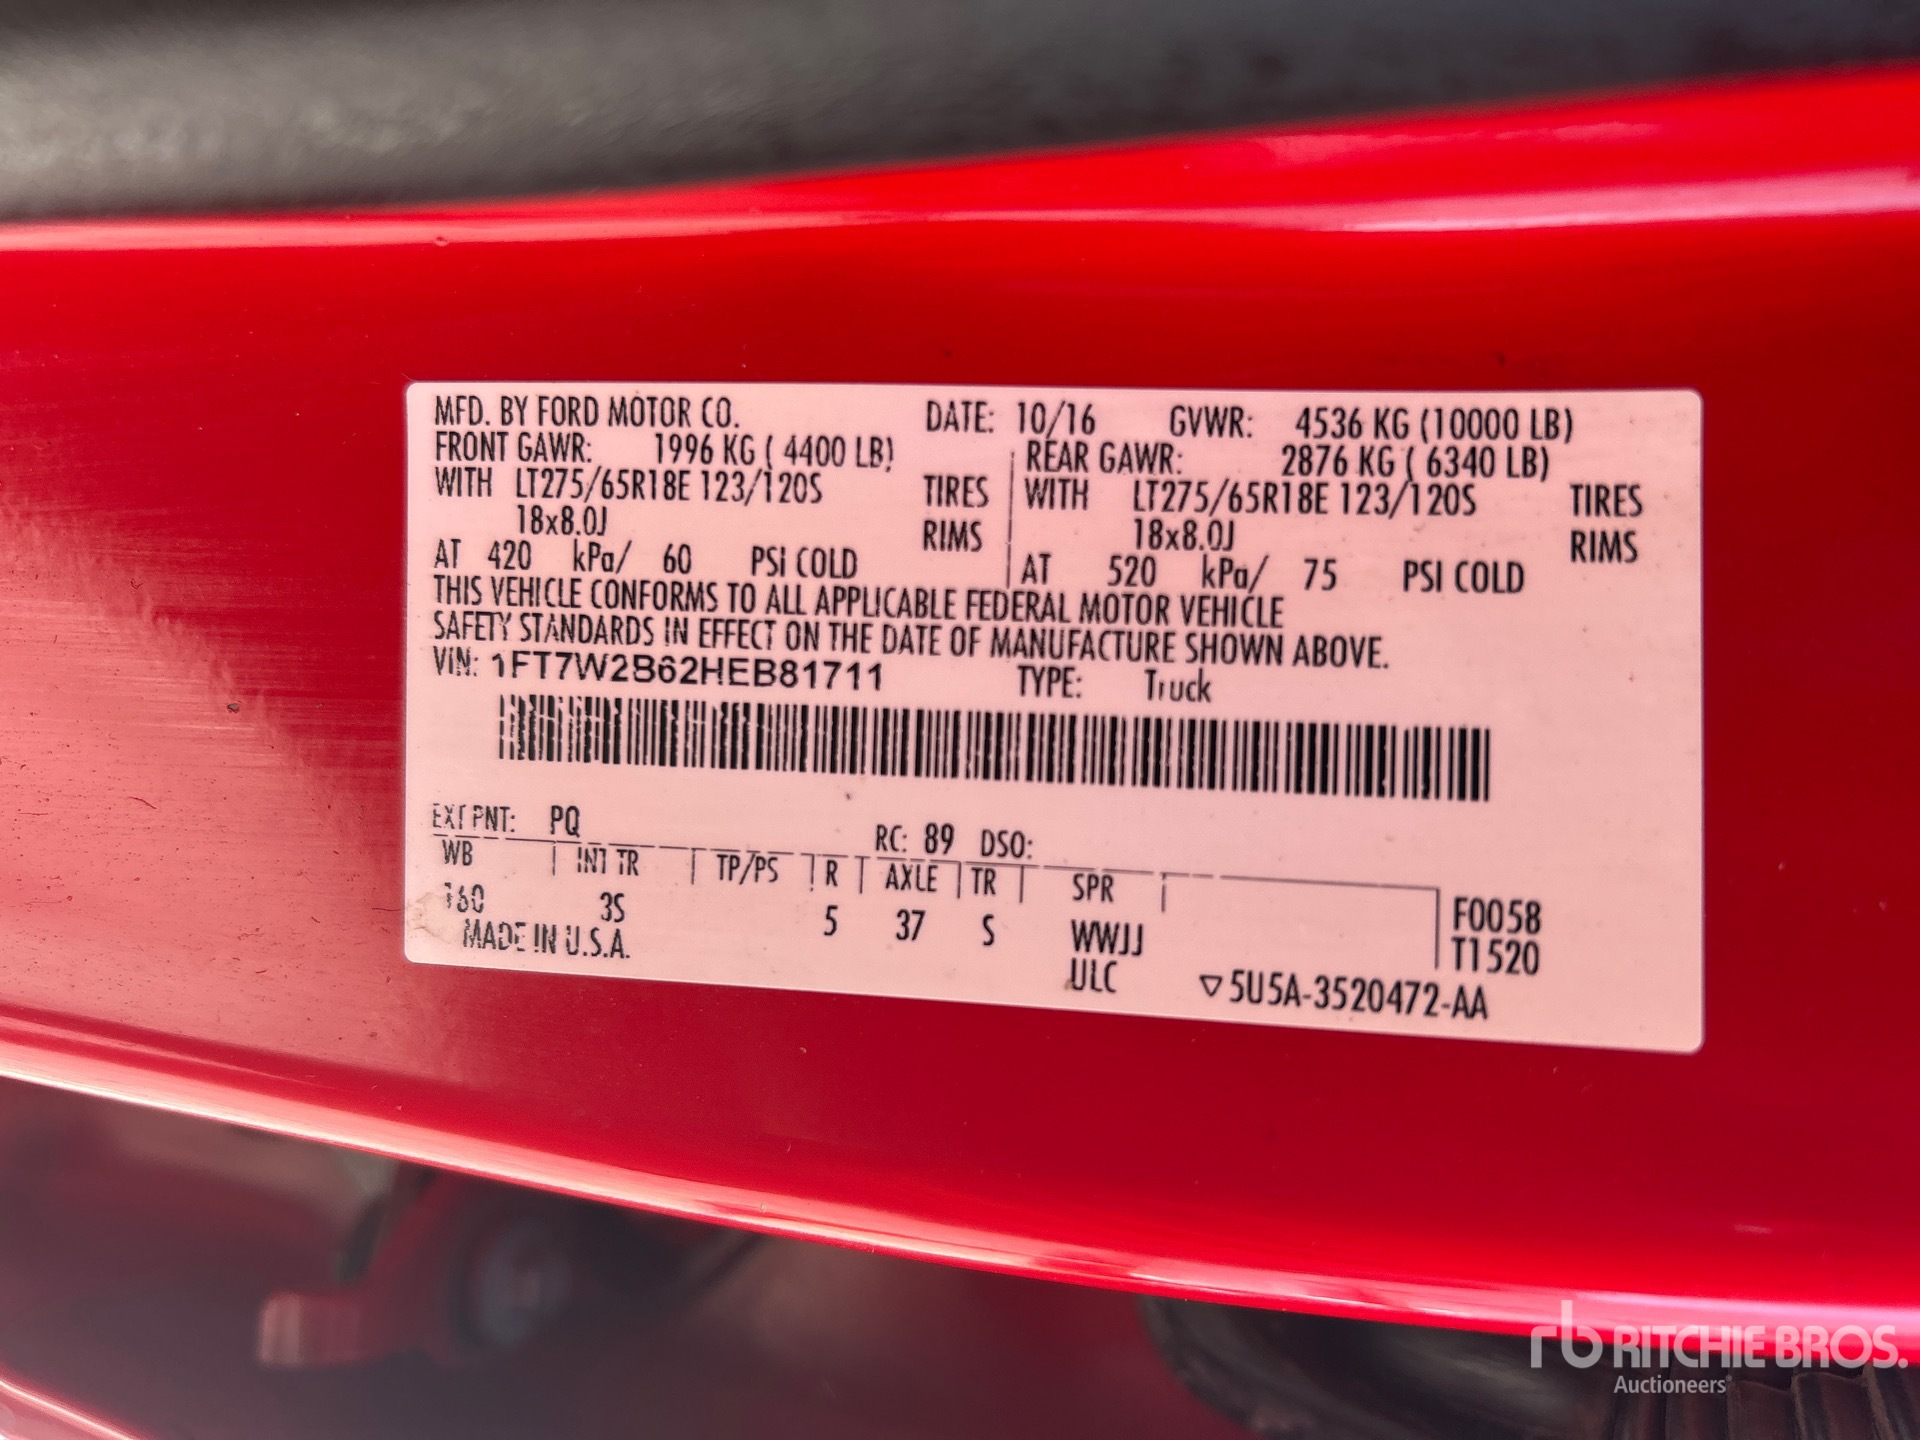 MFD. BY FORD MOTOR CO. DATE: 10/16 GVWR: 4536 KG (10000 LB)
FRONT GAWR: 1996 KG ( 4400 LB) REAR GAWR: 2876 KG ( 6340 LB)
WITH LT275/65R18E 123/120S TIRES WITH LT275/65R18E 123/120S TIRES
18x8.0J RIMS 18x8.0J RIMS
AT 420 kPa/ 60 PSI COLD AT 520 kPa/ 75 PSI COLD
THIS VEHICLE CONFORMS TO ALL APPLICABLE FEDERAL MOTOR VEHICLE
SAFETY STANDARDS IN EFFECT ON THE DATE OF MANUFACTURE SHOWN ABOVE.
VIN: 1FT7W2B62HEB81711 TYPE: Truck
EXT PNT: PQ RC: 89 DSO:
WB INT TR TP/PS R AXLE TR SPR
160 3S 5 37 S WWJJ F0058
MADE IN U.S.A. ULC T1520
▽5U5A-3520472-AA
rb RITCHIE BROS.
Auctioneers